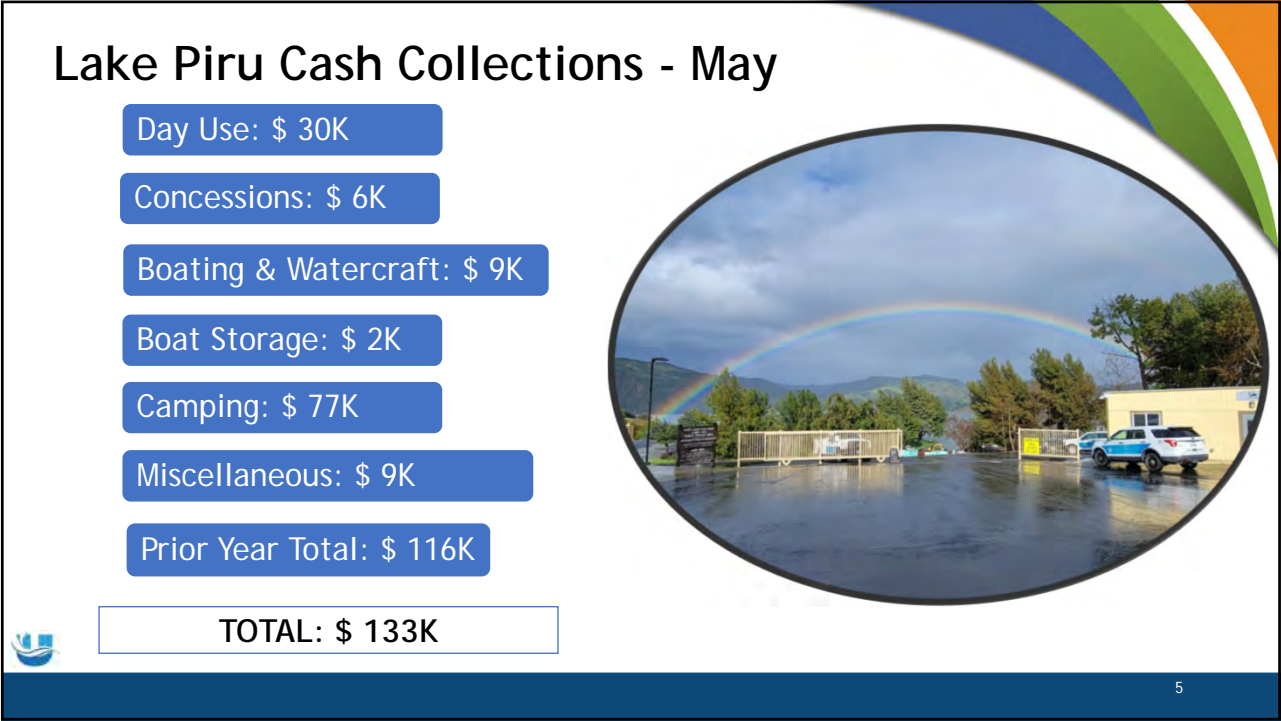 Lake Piru Cash Collections - May
Day Use: $ 30K
Concessions: $ 6K
Boating & Watercraft: $ 9K
Boat Storage: $ 2K
Camping: $ 77K
Miscellaneous: $ 9K
Prior Year Total: $ 116K
TOTAL: $ 133K
5